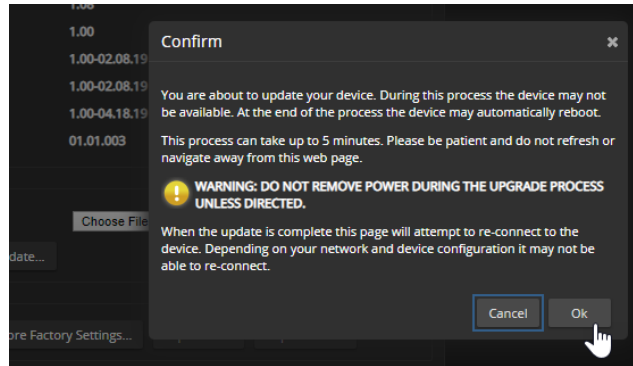 1.08
1.00
1.00-02.08.19
1.00-02.08.19
1.00-04.18.19
01.01.003
Choose File
date...
ore Factory Settings...
Confirm
You are about to update your device. During this process the device may not
be available. At the end of the process the device may automatically reboot.
This process can take up to 5 minutes. Please be patient and do not refresh or
navigate away from this web page.
WARNING: DO NOT REMOVE POWER DURING THE UPGRADE PROCESS
UNLESS DIRECTED.
When the update is complete this page will attempt to re-connect to the
device. Depending on your network and device configuration it may not be
able to re-connect.
Cancel Ok